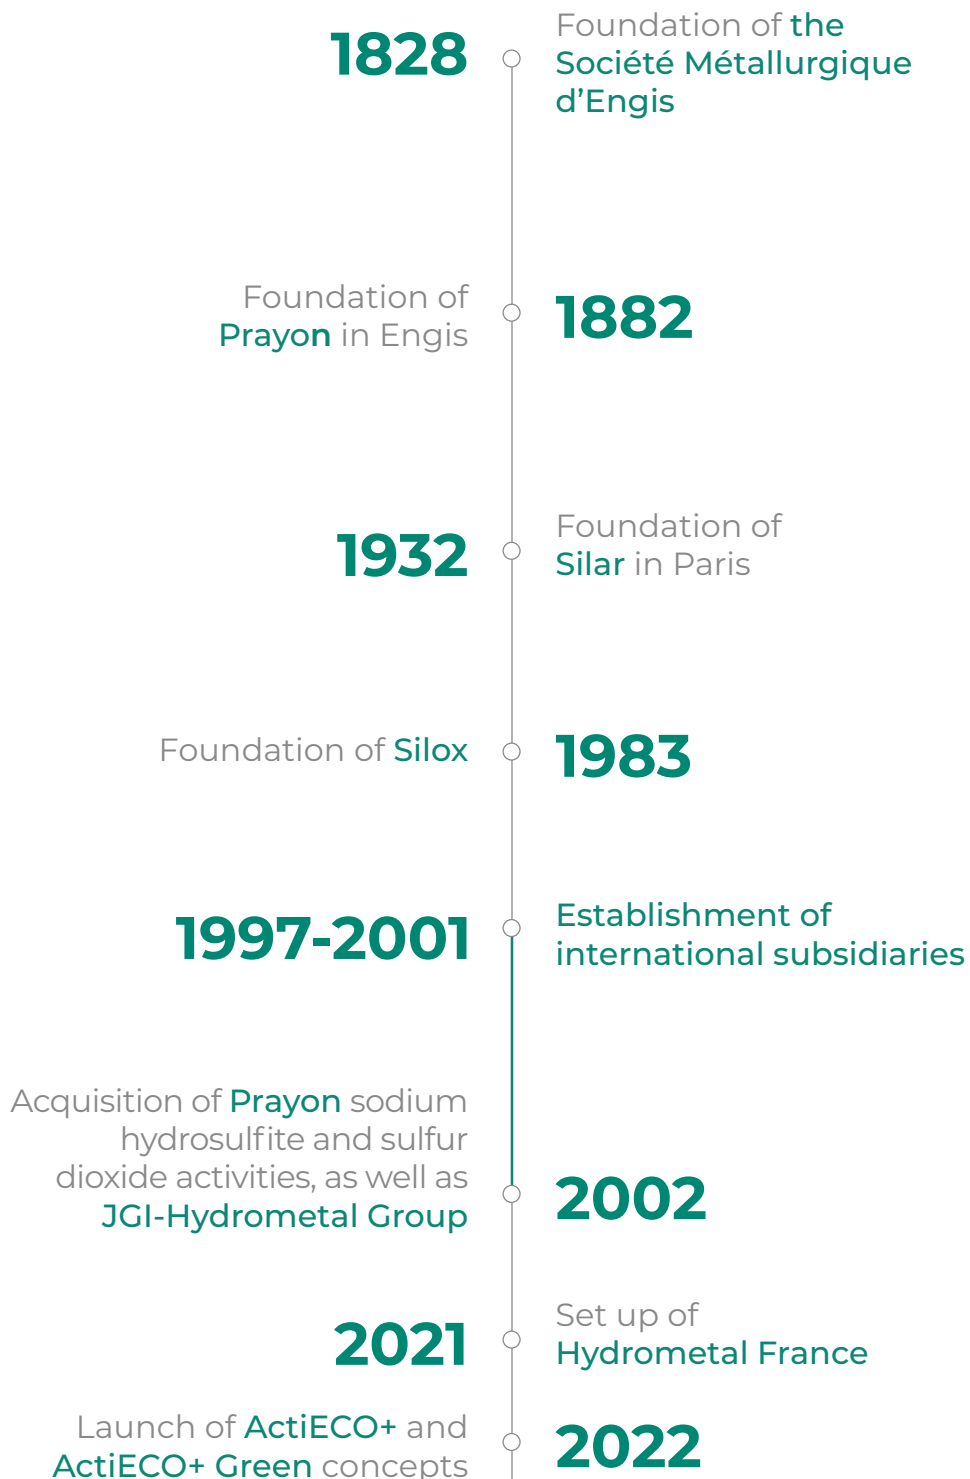 1828
Foundation of the
Société Métallurgique
d’Engis
Foundation of
Prayon in Engis
1882
1932
Foundation of
Silar in Paris
Foundation of Silox
1983
1997-2001
Establishment of
international subsidiaries
Acquisition of Prayon sodium
hydrosulfite and sulfur
dioxide activities, as well as
JGI-Hydrometal Group
2002
2021
Set up of
Hydrometal France
Launch of ActiECO+ and
ActiECO+ Green concepts
2022